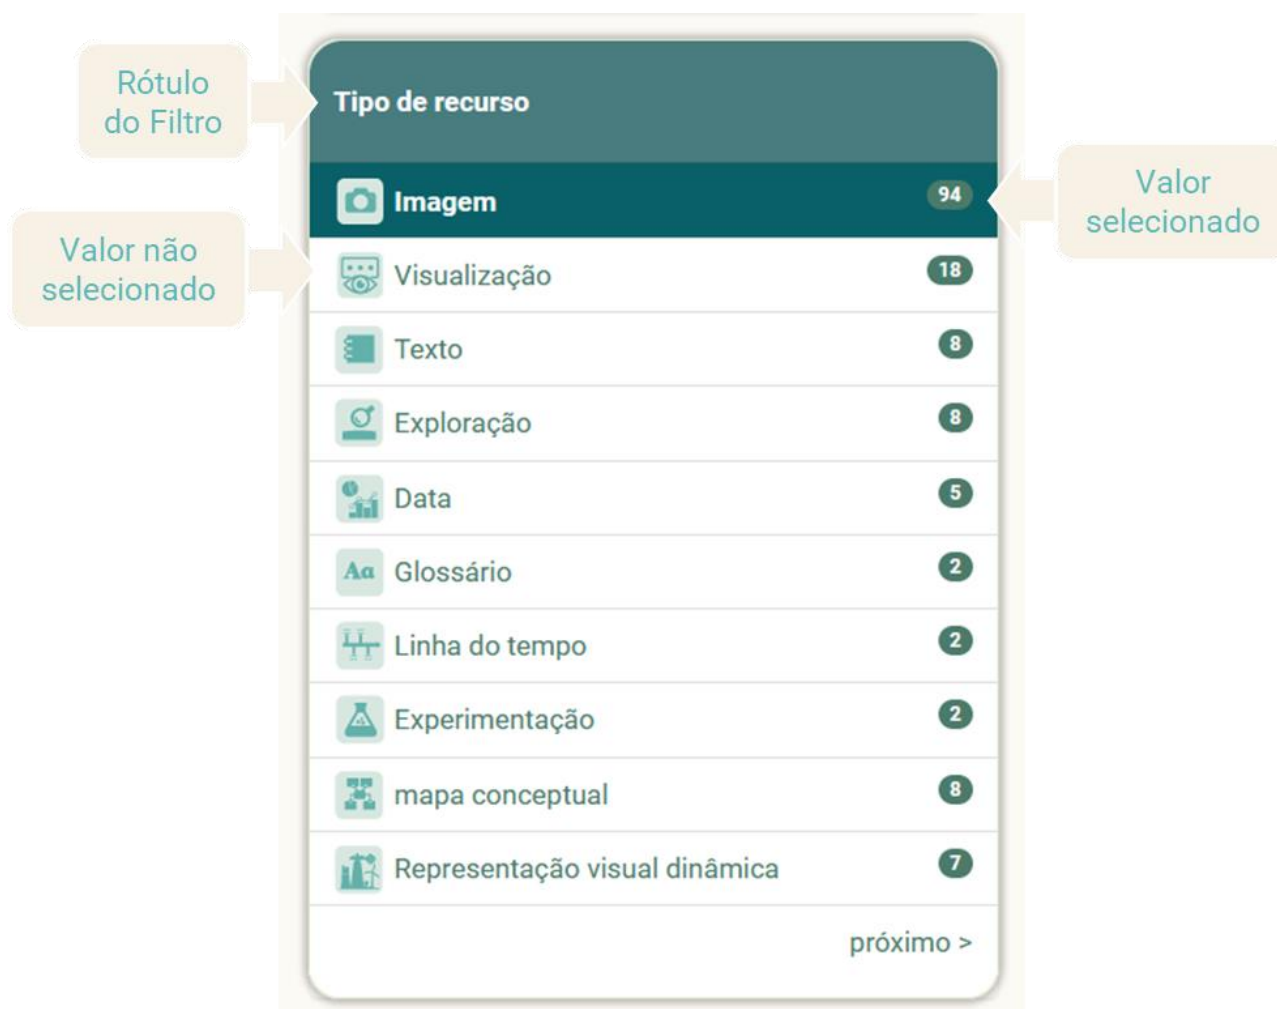 Rótulo
do Filtro
Tipo de recurso
Imagem 94
Valor
selecionado
Valor não
selecionado
Visualização 18
Texto 8
Exploração 8
Data 5
Aa Glossário 2
Linha do tempo 2
Experimentação 2
mapa conceptual 8
Representação visual dinâmica 7
próximo >